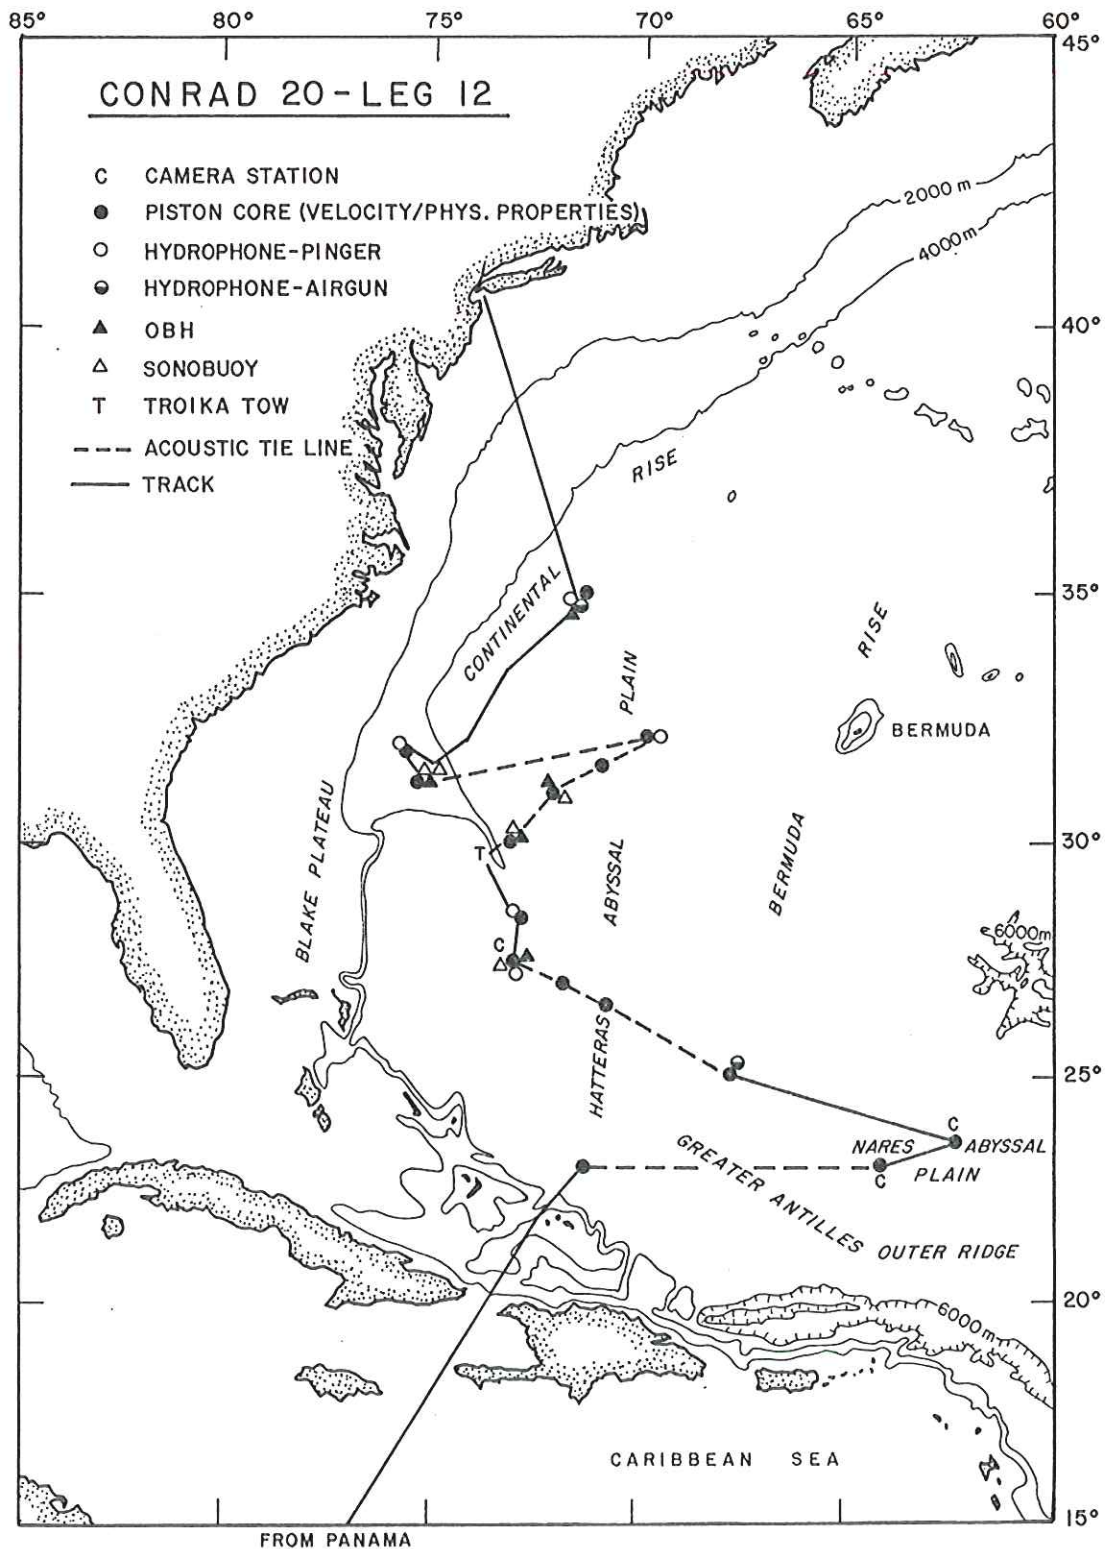 85° 80° 75° 70° 65° 60°
45°
CONRAD 20-LEG 12
C CAMERA STATION
PISTON CORE (VELOCITY/PHYS. PROPERTIES)
HYDROPHONE-PINGER
HYDROPHONE-AIRGUN
OBH
SONOBUOY
T TROIKA TOW
ACOUSTIC TIE LINE
TRACK
2000 m
4000m
40°
RISE
CONTINENTAL
35°
RISE
PLAIN
BERMUDA
BLAKE PLATEAU
T
30°
ABYSSAL
BERMUDA
6000m
C
HATTERAS
25°
C
NARES ABYSSAL
C PLAIN
GREATER ANTILLES OUTER RIDGE
20°
6000m
CARIBBEAN SEA
15°
FROM PANAMA